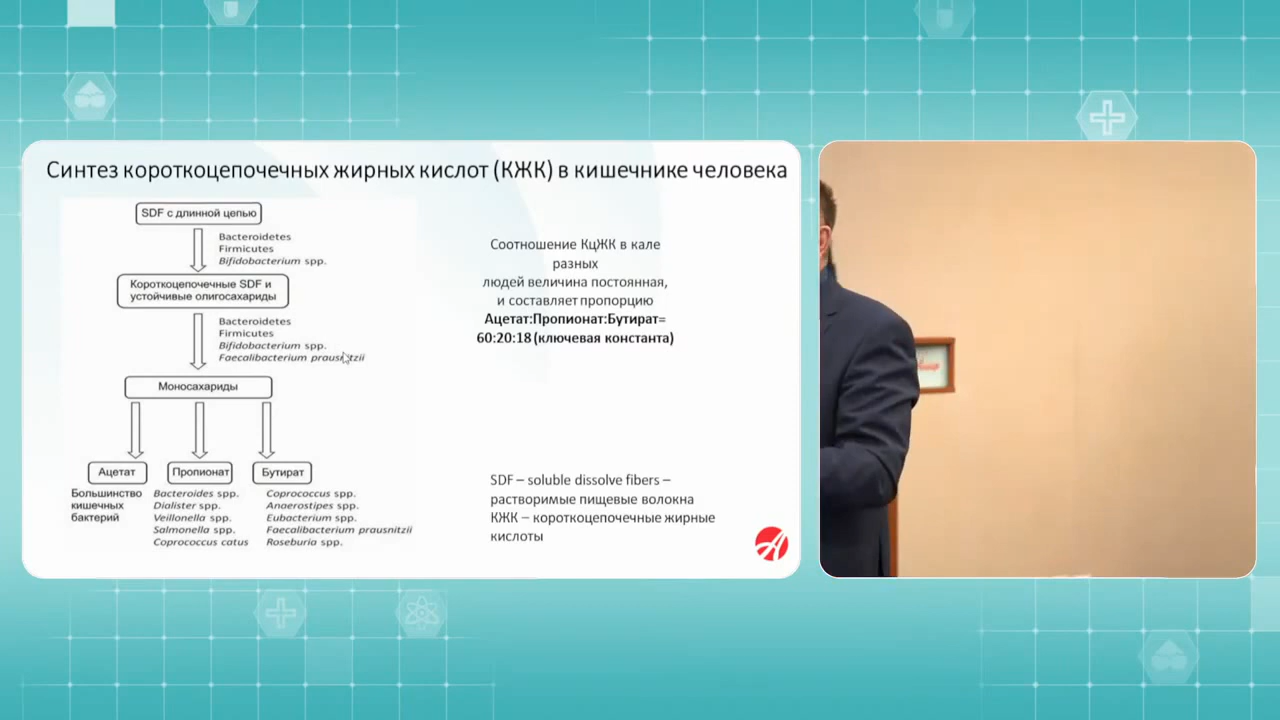 Синтез короткоцепочечных жирных кислот (КЖК) в кишечнике человека
SDF с длинной цепью
Bacteroidetes
Firmicutes
Bifidobacterium spp.
Короткоцепочечные SDF и
устойчивые олигосахариды
Bacteroidetes
Firmicutes
Bifidobacterium spp.
Faecalibacterium prausnitzii
Моносахариды
Ацетат
Пропионат
Бутират
Большинство
кишечных
бактерий
Bacteroides spp.
Dialister spp.
Veillonella spp.
Salmonella spp.
Coprococcus catus
Coprococcus spp.
Anaerostipes spp.
Eubacterium spp.
Faecalibacterium prausnitzii
Roseburia spp.
Соотношение КцЖК в кале
разных
людей величина постоянная,
и составляет пропорцию
Ацетат:Пропионат:Бутират=
60:20:18 (ключевая константа)
SDF – soluble dissolve fibers –
растворимые пищевые волокна
КЖК – короткоцепочечные жирные
кислоты